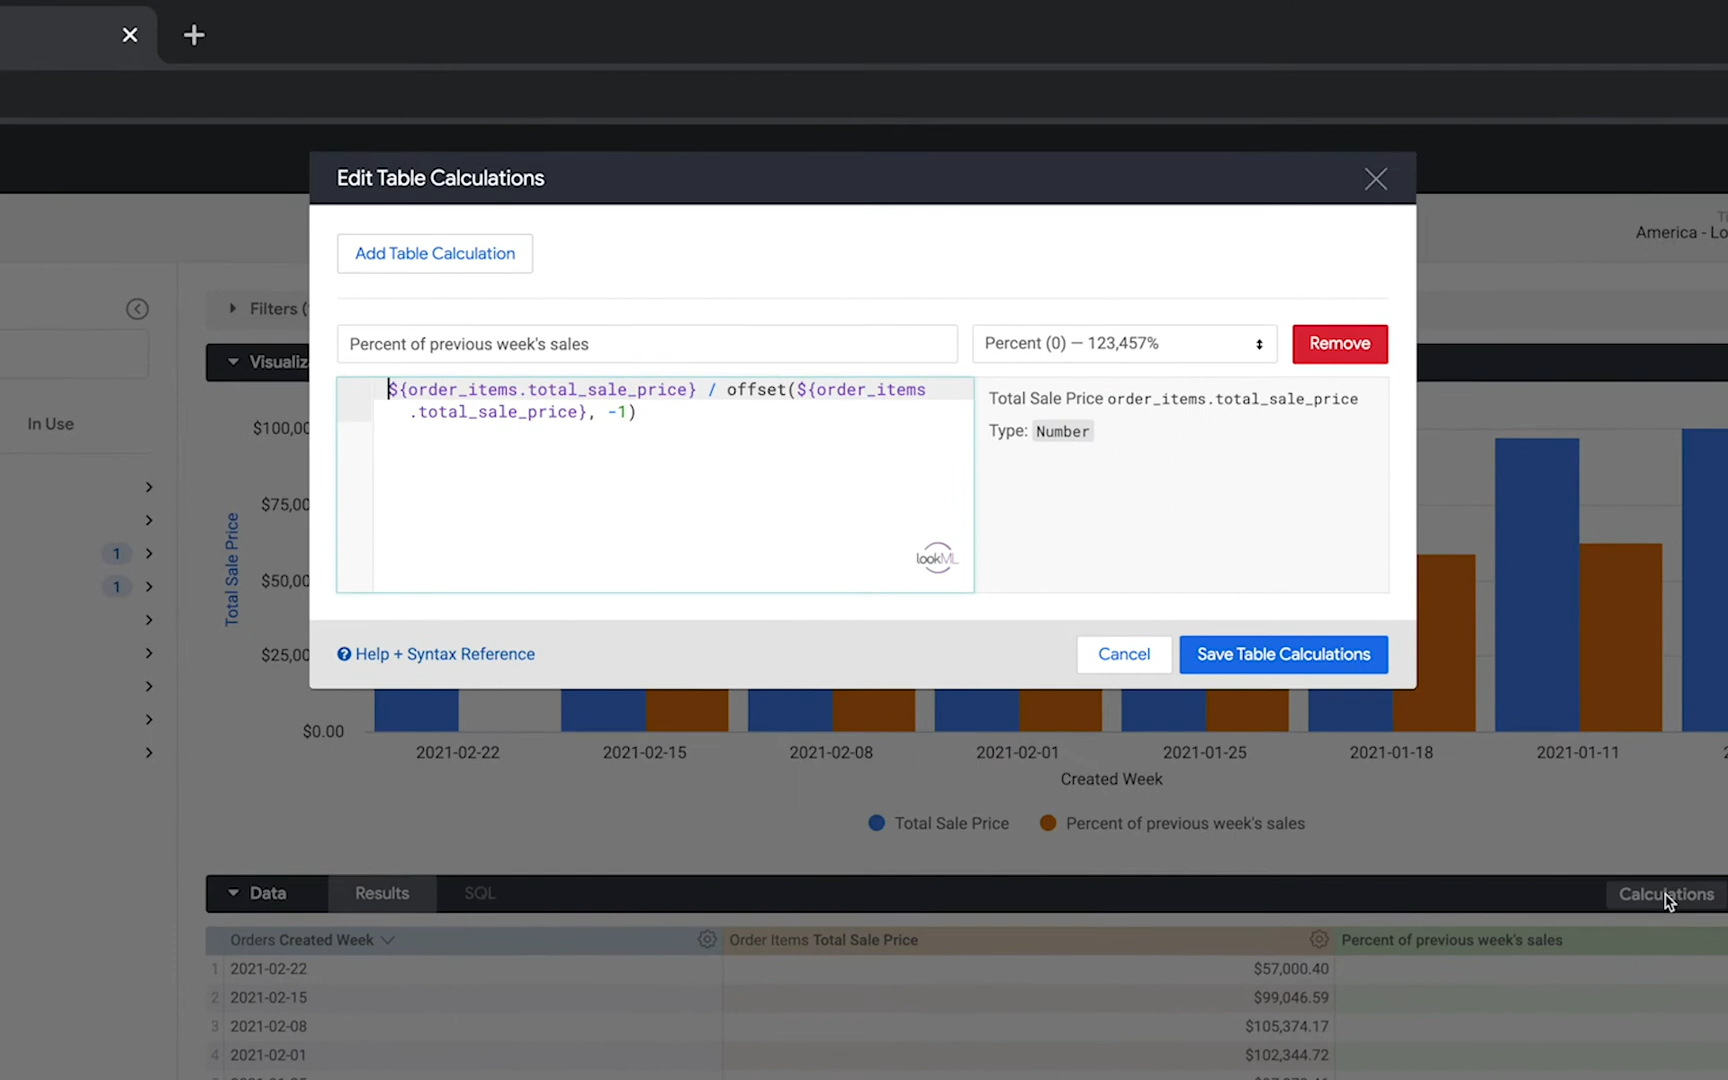 Edit Table Calculations
America - Lo
Add Table Calculation
Filters (
Percent of previous week's sales
Percent (0) — 123,457%
Remove
Visualiz
${order_items.total_sale_price} / offset(${order_items
.total_sale_price}, -1)
Total Sale Price order_items.total_sale_price
Type: Number
In Use
lookML
1
1
Help + Syntax Reference
Cancel
Save Table Calculations
Total Sale Price
$100,00
$75,00
$50,00
$25,00
$0.00
2021-02-22
2021-02-15
2021-02-08
2021-02-01
2021-01-25
2021-01-18
2021-01-11
Created Week
Total Sale Price
Percent of previous week's sales
Data
Results
SQL
Calculations
Orders Created Week
Order Items Total Sale Price
Percent of previous week's sales
1 2021-02-22 $57,000.40
2 2021-02-15 $99,046.59
3 2021-02-08 $105,374.17
4 2021-02-01 $102,344.72